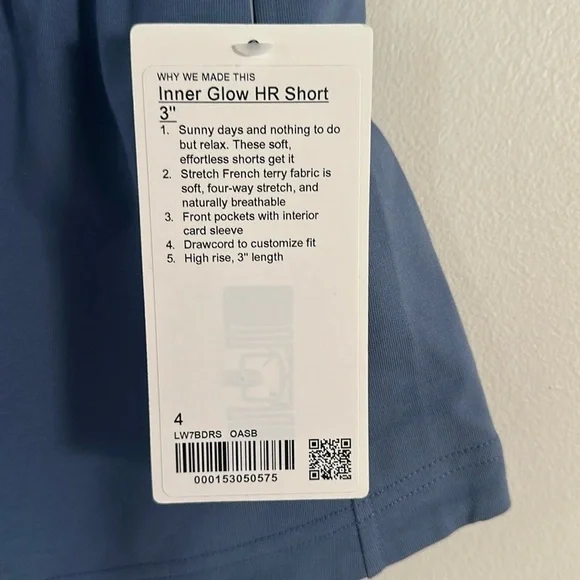 WHY WE MADE THIS
Inner Glow HR Short
3"
1. Sunny days and nothing to do
but relax. These soft,
effortless shorts get it
2. Stretch French terry fabric is
soft, four-way stretch, and
naturally breathable
3. Front pockets with interior
card sleeve
4. Drawcord to customize fit
5. High rise, 3" length
4
LW7BDRS OASB
000153050575